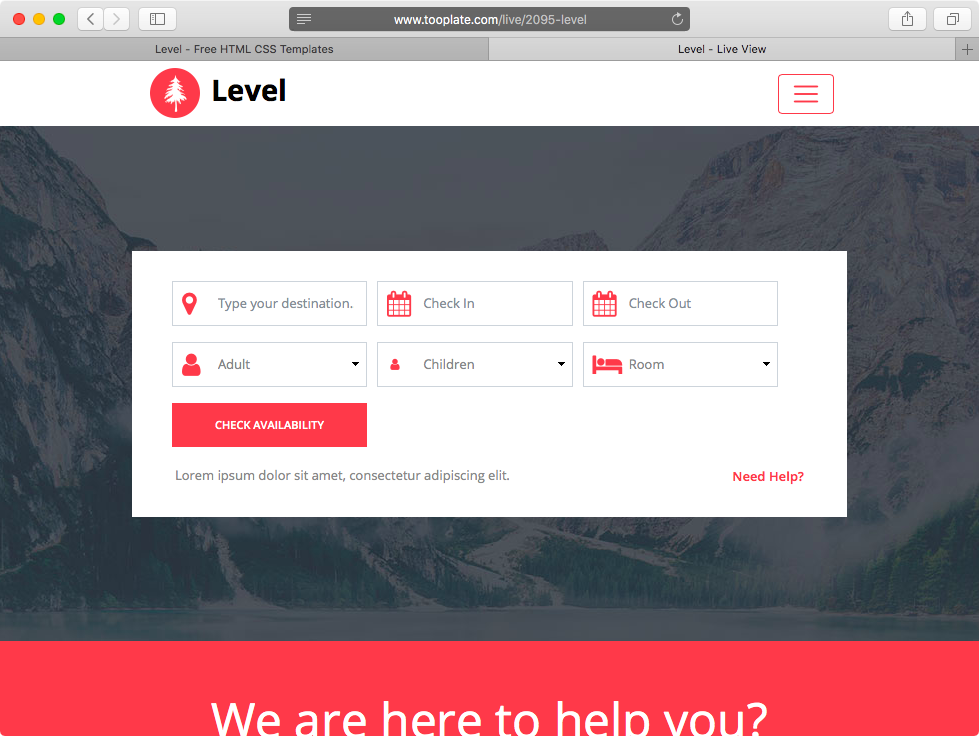 www.tooplate.com/live/2095-level
Level - Free HTML CSS Templates
Level - Live View
Level
Type your destination.
Check In
Check Out
Adult
Children
Room
CHECK AVAILABILITY
Lorem ipsum dolor sit amet, consectetur adipiscing elit.
Need Help?
We are here to help you?